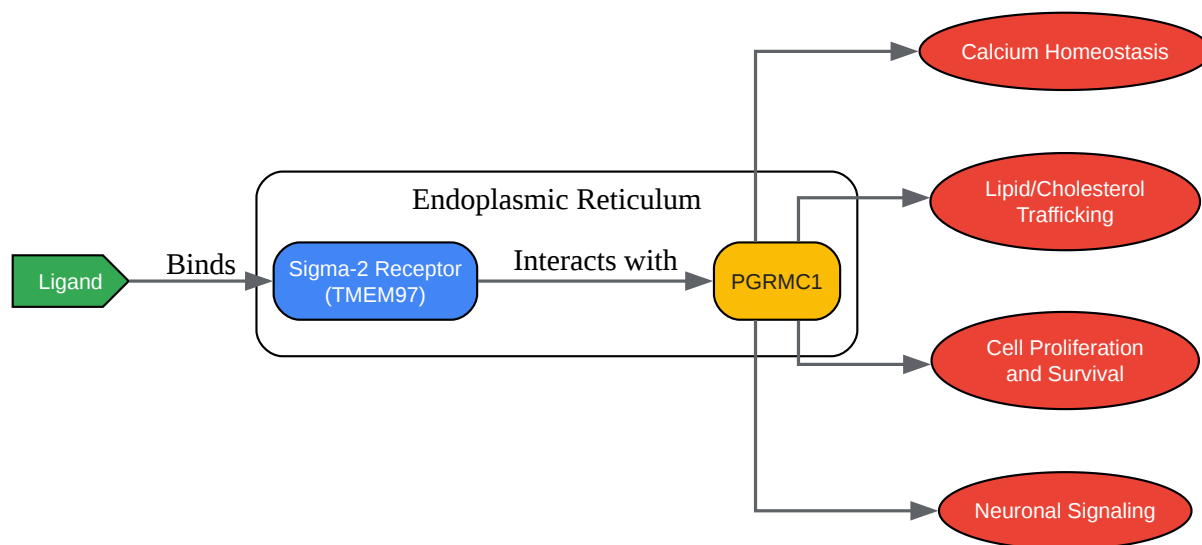 Calcium Homeostasis
Lipid/Cholesterol
Trafficking
Endoplasmic Reticulum
Ligand
Binds
Sigma-2 Receptor
(TMEM97)
Interacts with
PGRMC1
Cell Proliferation
and Survival
Neuronal Signaling